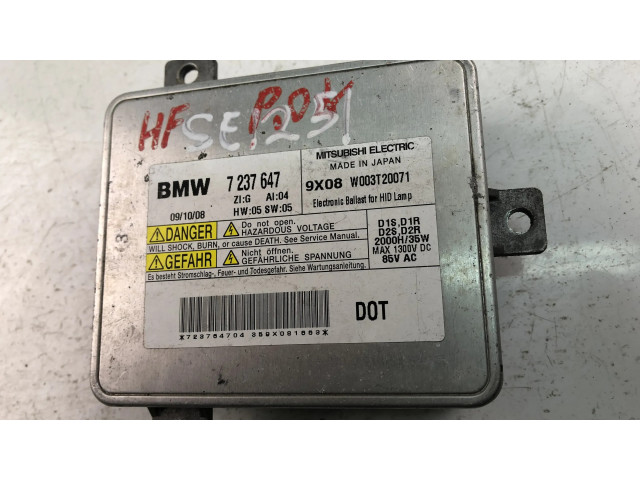 HF SE1251
BMW 7 237 647
ZI:G AI:04
09/10/08 HW:05 SW:05
MITSUBISHI ELECTRIC
MADE IN JAPAN
9X08 W003T20071
Electronic Ballast for HID Lamp
DANGER Do not open. HAZARDOUS VOLTAGE
WILL SHOCK, BURN, or cause DEATH. See Service Manual.
GEFAHR Nicht öffnen. GEFÄHRLICHE SPANNUNG
Es besteht Stromschlag-, Feuer- und Todesgefahr. Siehe Wartungsanleitung.
D1S,D1R
D2S,D2R
2000H/35W
MAX 1300V DC
85V AC
DOT
3